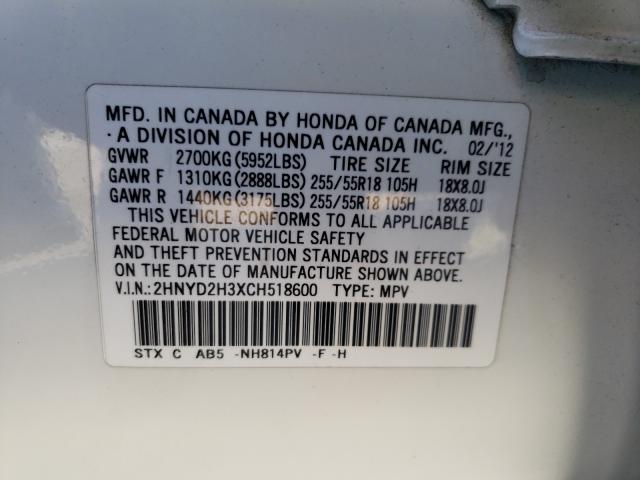 MFD. IN CANADA BY HONDA OF CANADA MFG.,
· A DIVISION OF HONDA CANADA INC. 02/'12
GVWR 2700KG(5952LBS) TIRE SIZE RIM SIZE
GAWR F 1310KG(2888LBS) 255/55R18 105H 18X8.0J
GAWR R 1440KG(3175LBS) 255/55R18 105H 18X8.0J
THIS VEHICLE CONFORMS TO ALL APPLICABLE
FEDERAL MOTOR VEHICLE SAFETY
AND THEFT PREVENTION STANDARDS IN EFFECT
ON THE DATE OF MANUFACTURE SHOWN ABOVE.
V.I.N.:2HNYD2H3XCH518600 TYPE: MPV
STX C AB5 -NH814PV -F -H